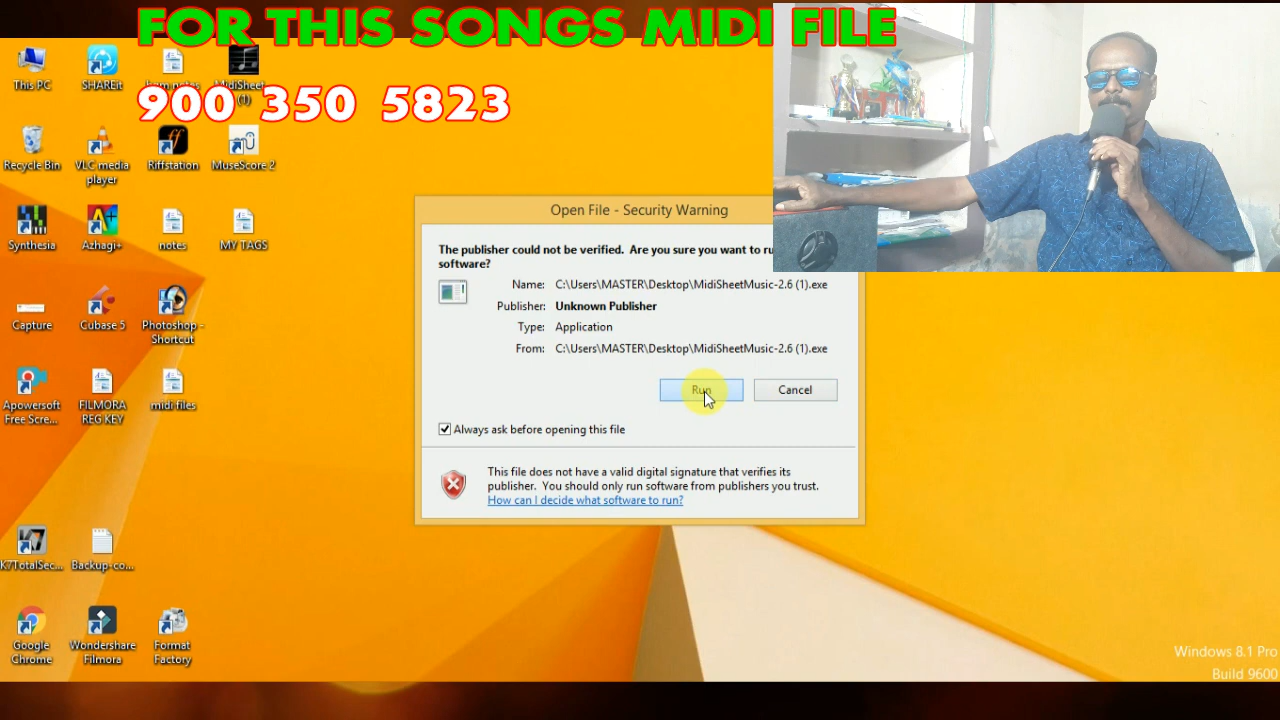 FOR THIS SONGS MIDI FILE
900 350 5823
This PC
SHAREit
MidiSheet...
(1)
Recycle Bin
VLC media
player
Riffstation
MuseScore 2
Synthesia
Azhagi+
notes
MY TAGS
Capture
Cubase 5
Photoshop -
Shortcut
Apowersoft
Free Scre...
FILMORA
REG KEY
midi files
K7TotalSec...
Backup-co...
Google
Chrome
Wondershare
Filmora
Format
Factory
Open File - Security Warning
The publisher could not be verified. Are you sure you want to ru
software?
Name: C:\Users\MASTER\Desktop\MidiSheetMusic-2.6 (1).exe
Publisher: Unknown Publisher
Type: Application
From: C:\Users\MASTER\Desktop\MidiSheetMusic-2.6 (1).exe
Run
Cancel
Always ask before opening this file
This file does not have a valid digital signature that verifies its
publisher. You should only run software from publishers you trust.
How can I decide what software to run?
Windows 8.1 Pro
Build 9600